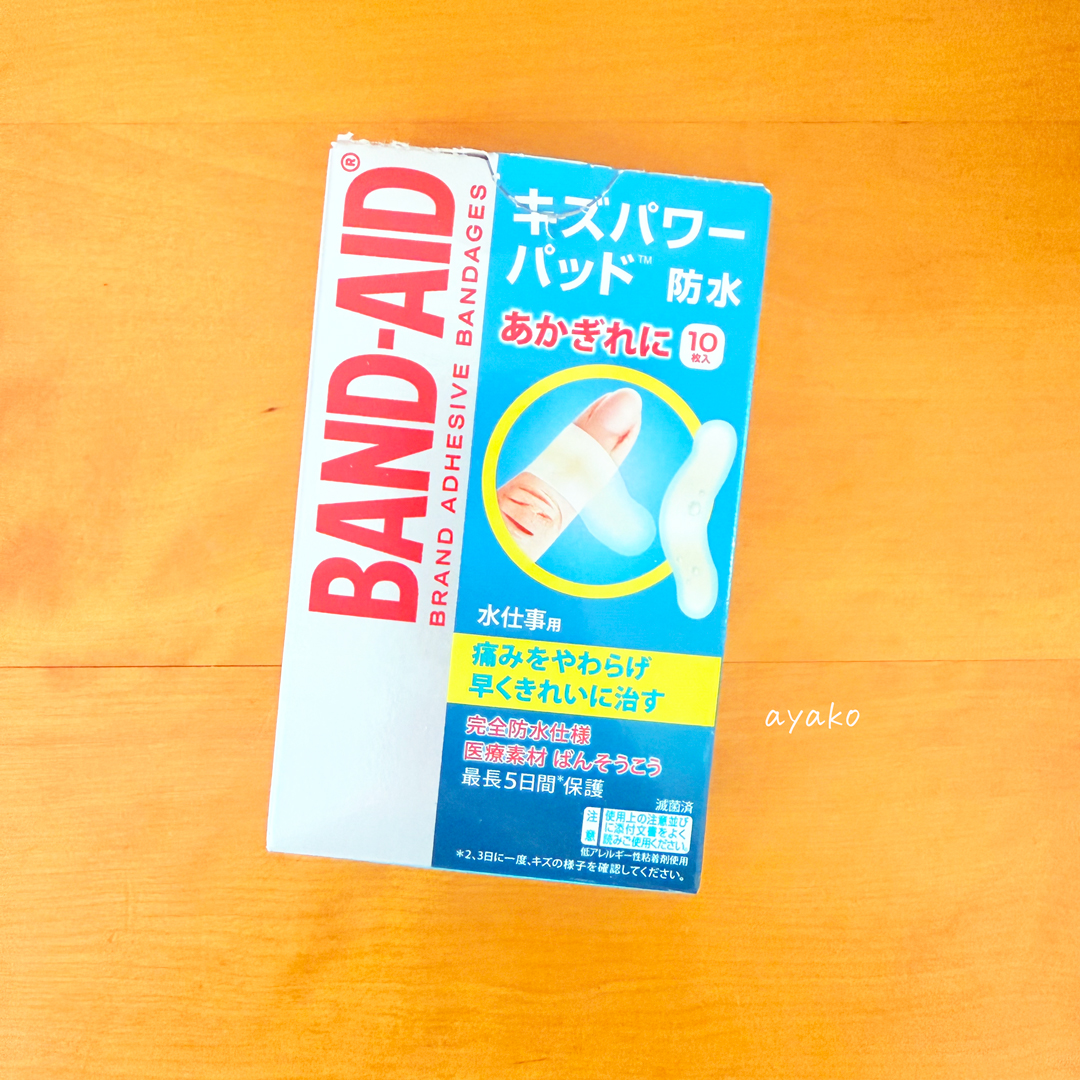 BAND-AID®
BRAND ADHESIVE BANDAGES
キズパワー
パッド™ 防水
あかぎれに
10
枚入
水仕事用
痛みをやわらげ
早くきれいに治す
完全防水仕様
医療素材 ばんそうこう
最長5日間*保護
滅菌済
注意
使用上の注意並び
に添付文書をよく
読みご使用ください。
低アレルギー性粘着剤使用
*2、3日に一度、キズの様子を確認してください。
ayako